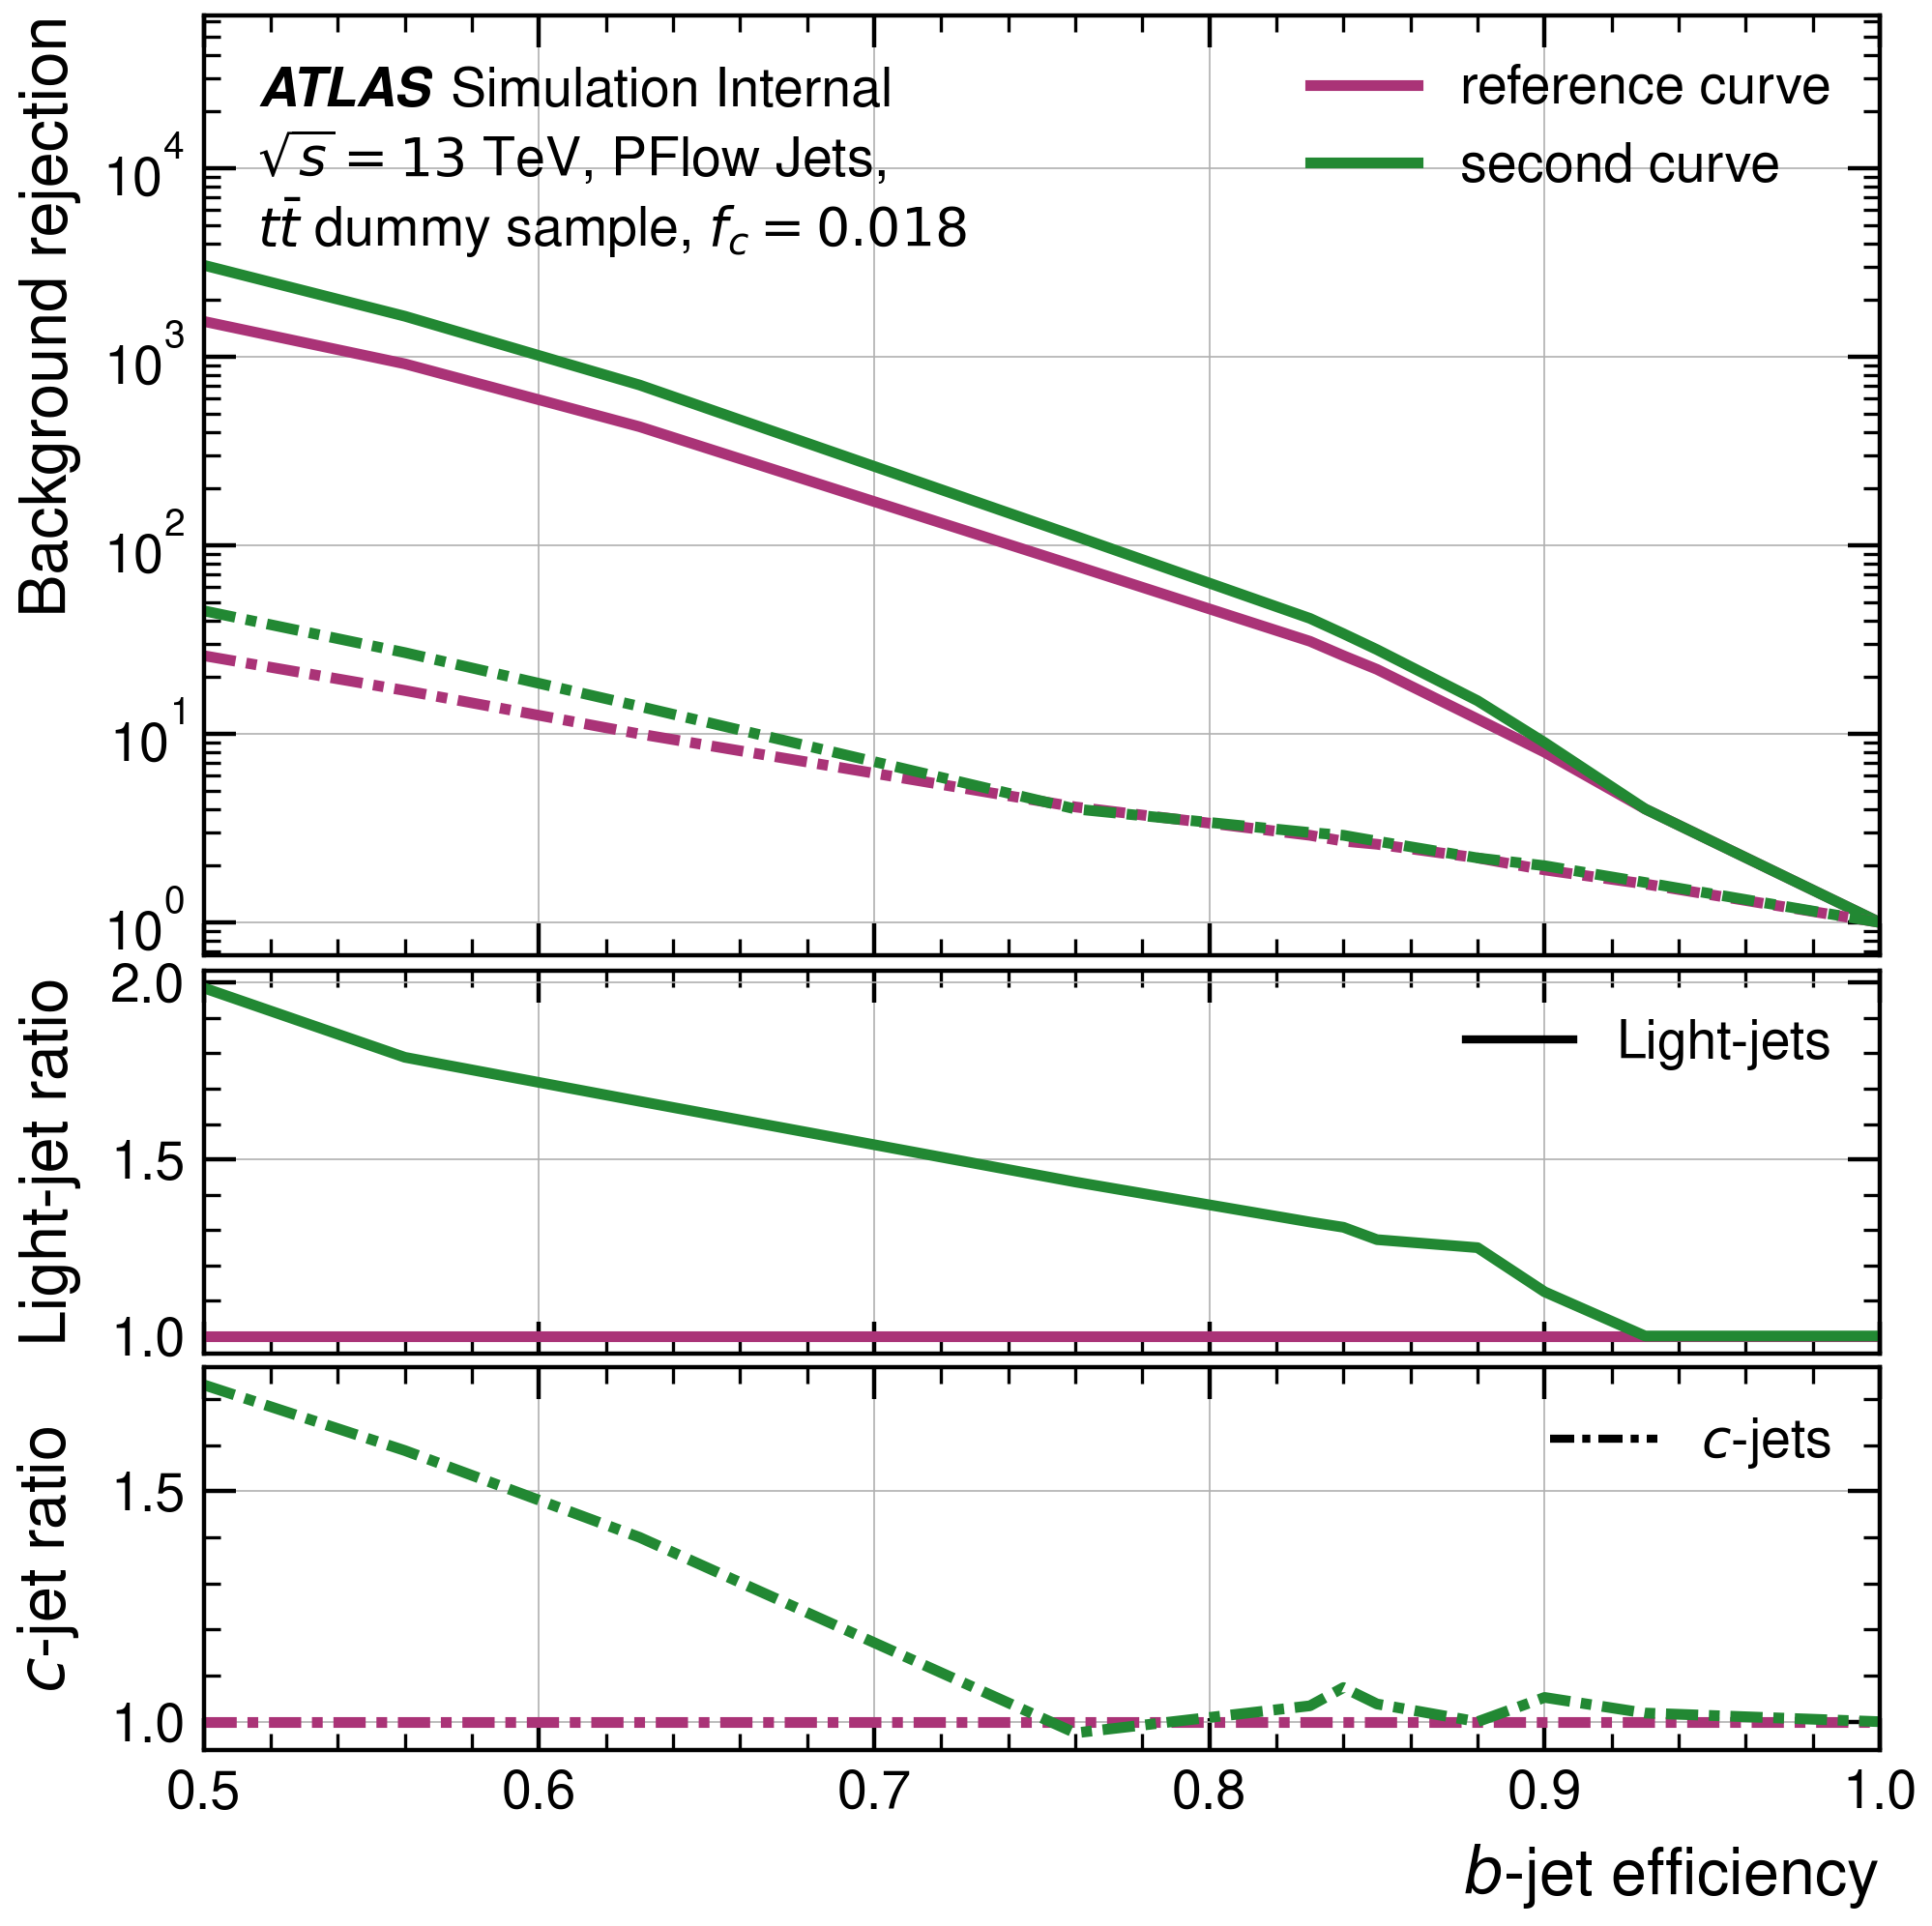 Background rejection
ATLAS Simulation Internal
√s = 13 TeV, PFlow Jets,
tt̄ dummy sample, f_c = 0.018
reference curve
second curve
10^4
10^3
10^2
10^1
10^0
Light-jet ratio
2.0
1.5
1.0
Light-jets
c-jet ratio
1.5
1.0
c-jets
0.5 0.6 0.7 0.8 0.9 1.0
b-jet efficiency